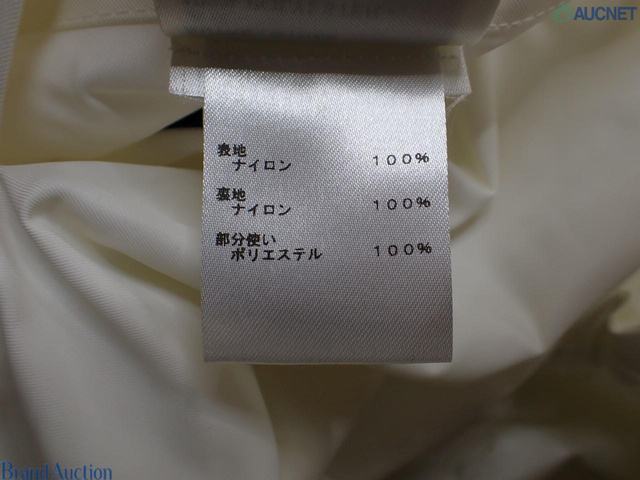 AUCNET
表地
ナイロン 100%
裏地
ナイロン 100%
部分使い
ポリエステル 100%
Brand Auction